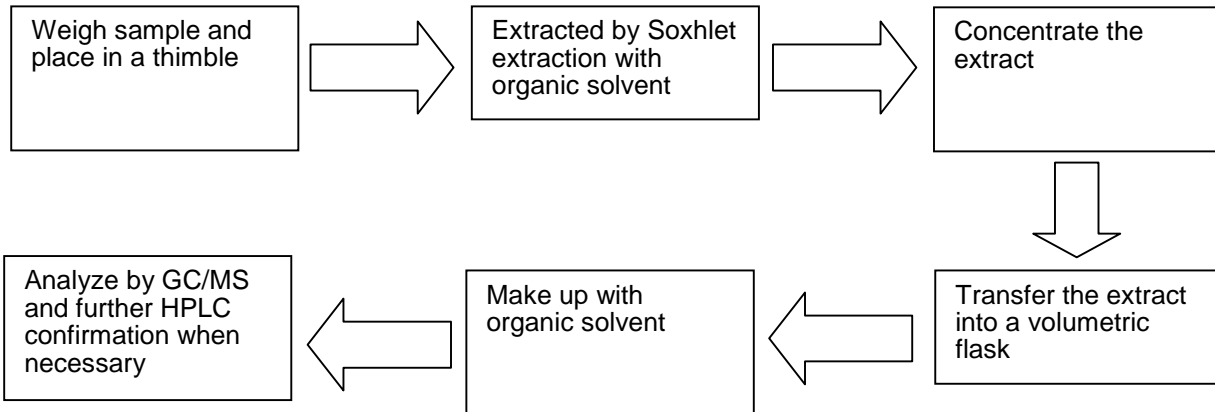 Weigh sample and
place in a thimble
Extracted by Soxhlet
extraction with
organic solvent
Concentrate the
extract
Transfer the extract
into a volumetric
flask
Make up with
organic solvent
Analyze by GC/MS
and further HPLC
confirmation when
necessary